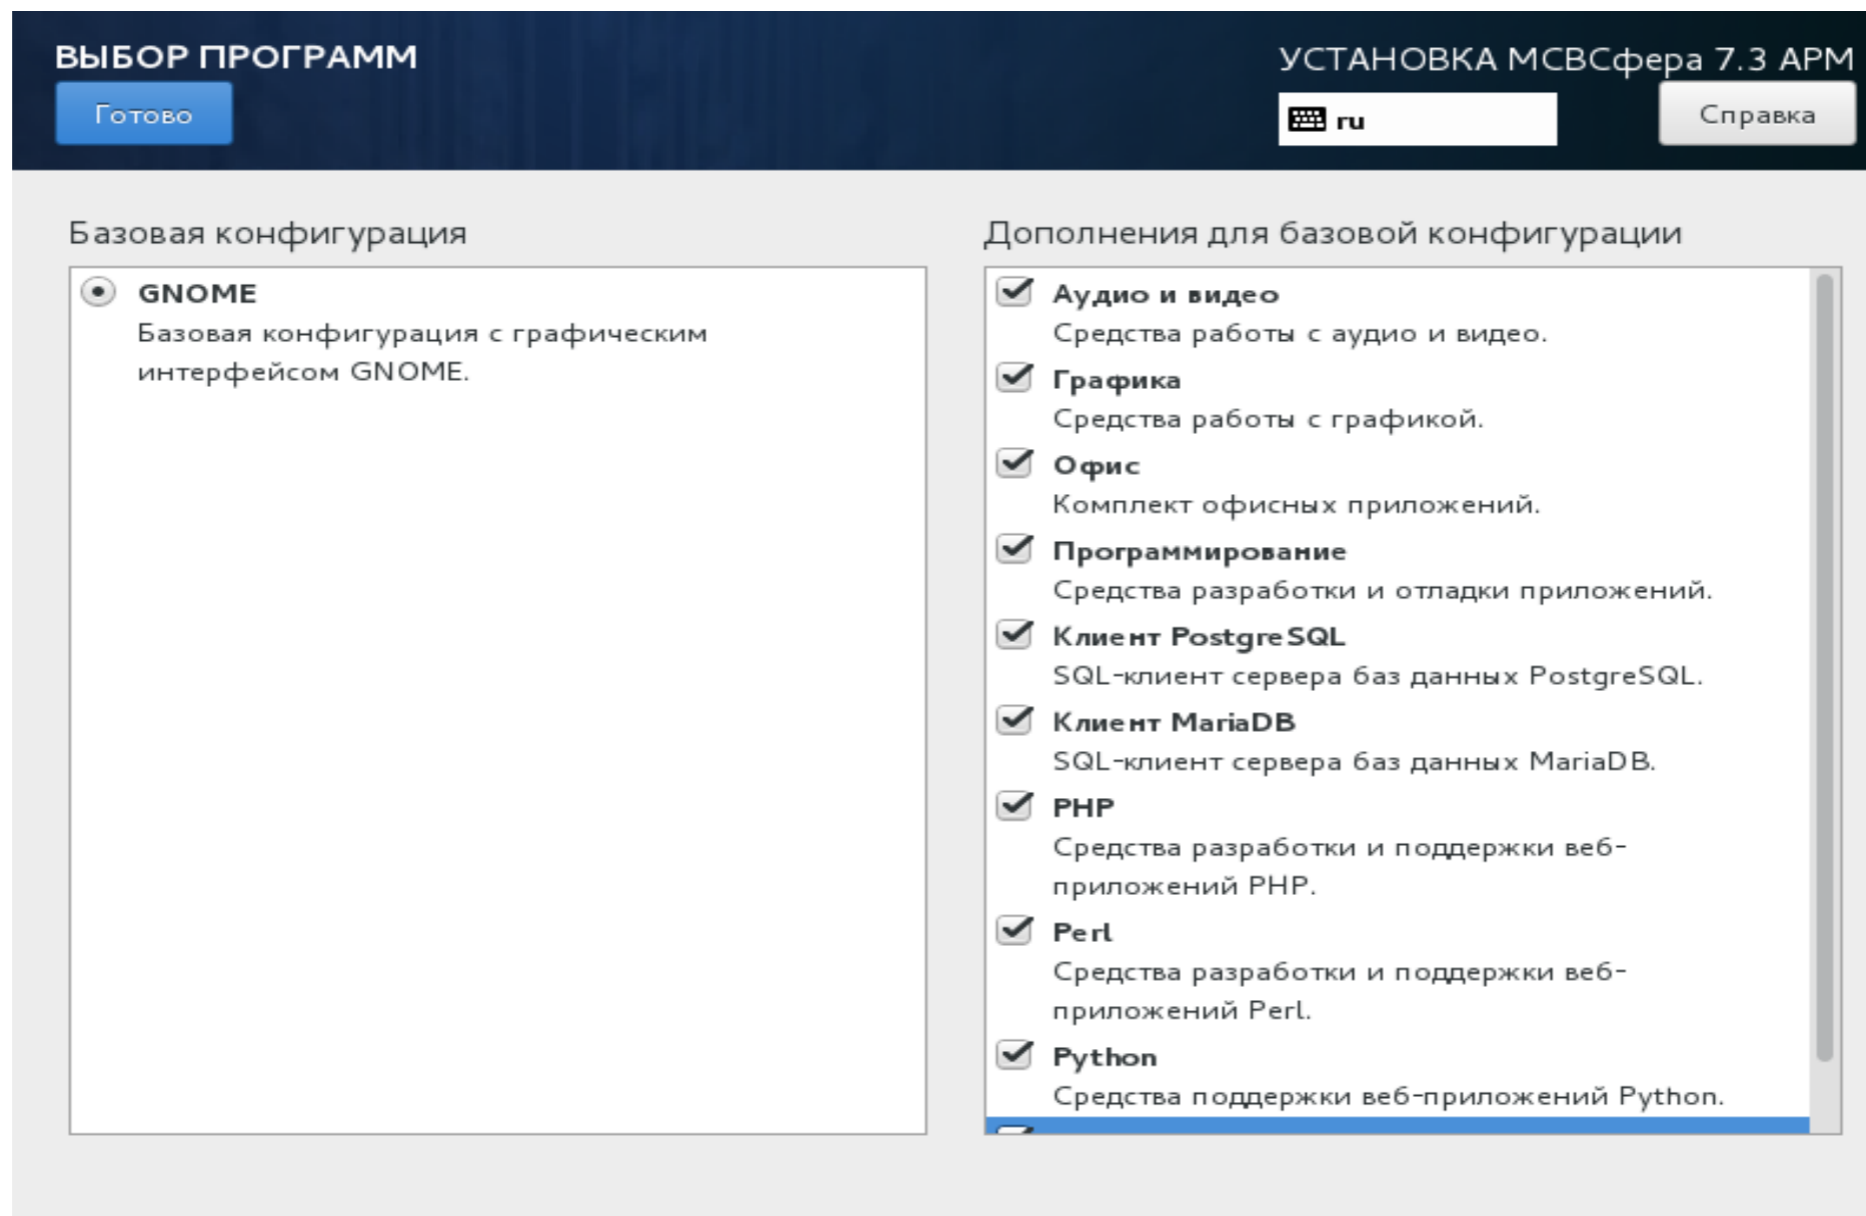 ВЫБОР ПРОГРАММ
Готово
УСТАНОВКА МСВСфера 7.3 АРМ
ru
Справка
Базовая конфигурация
GNOME
Базовая конфигурация с графическим
интерфейсом GNOME.
Дополнения для базовой конфигурации
Аудио и видео
Средства работы с аудио и видео.
Графика
Средства работы с графикой.
Офис
Комплект офисных приложений.
Программирование
Средства разработки и отладки приложений.
Клиент PostgreSQL
SQL-клиент сервера баз данных PostgreSQL.
Клиент MariaDB
SQL-клиент сервера баз данных MariaDB.
PHP
Средства разработки и поддержки веб-
приложений PHP.
Perl
Средства разработки и поддержки веб-
приложений Perl.
Python
Средства поддержки веб-приложений Python.